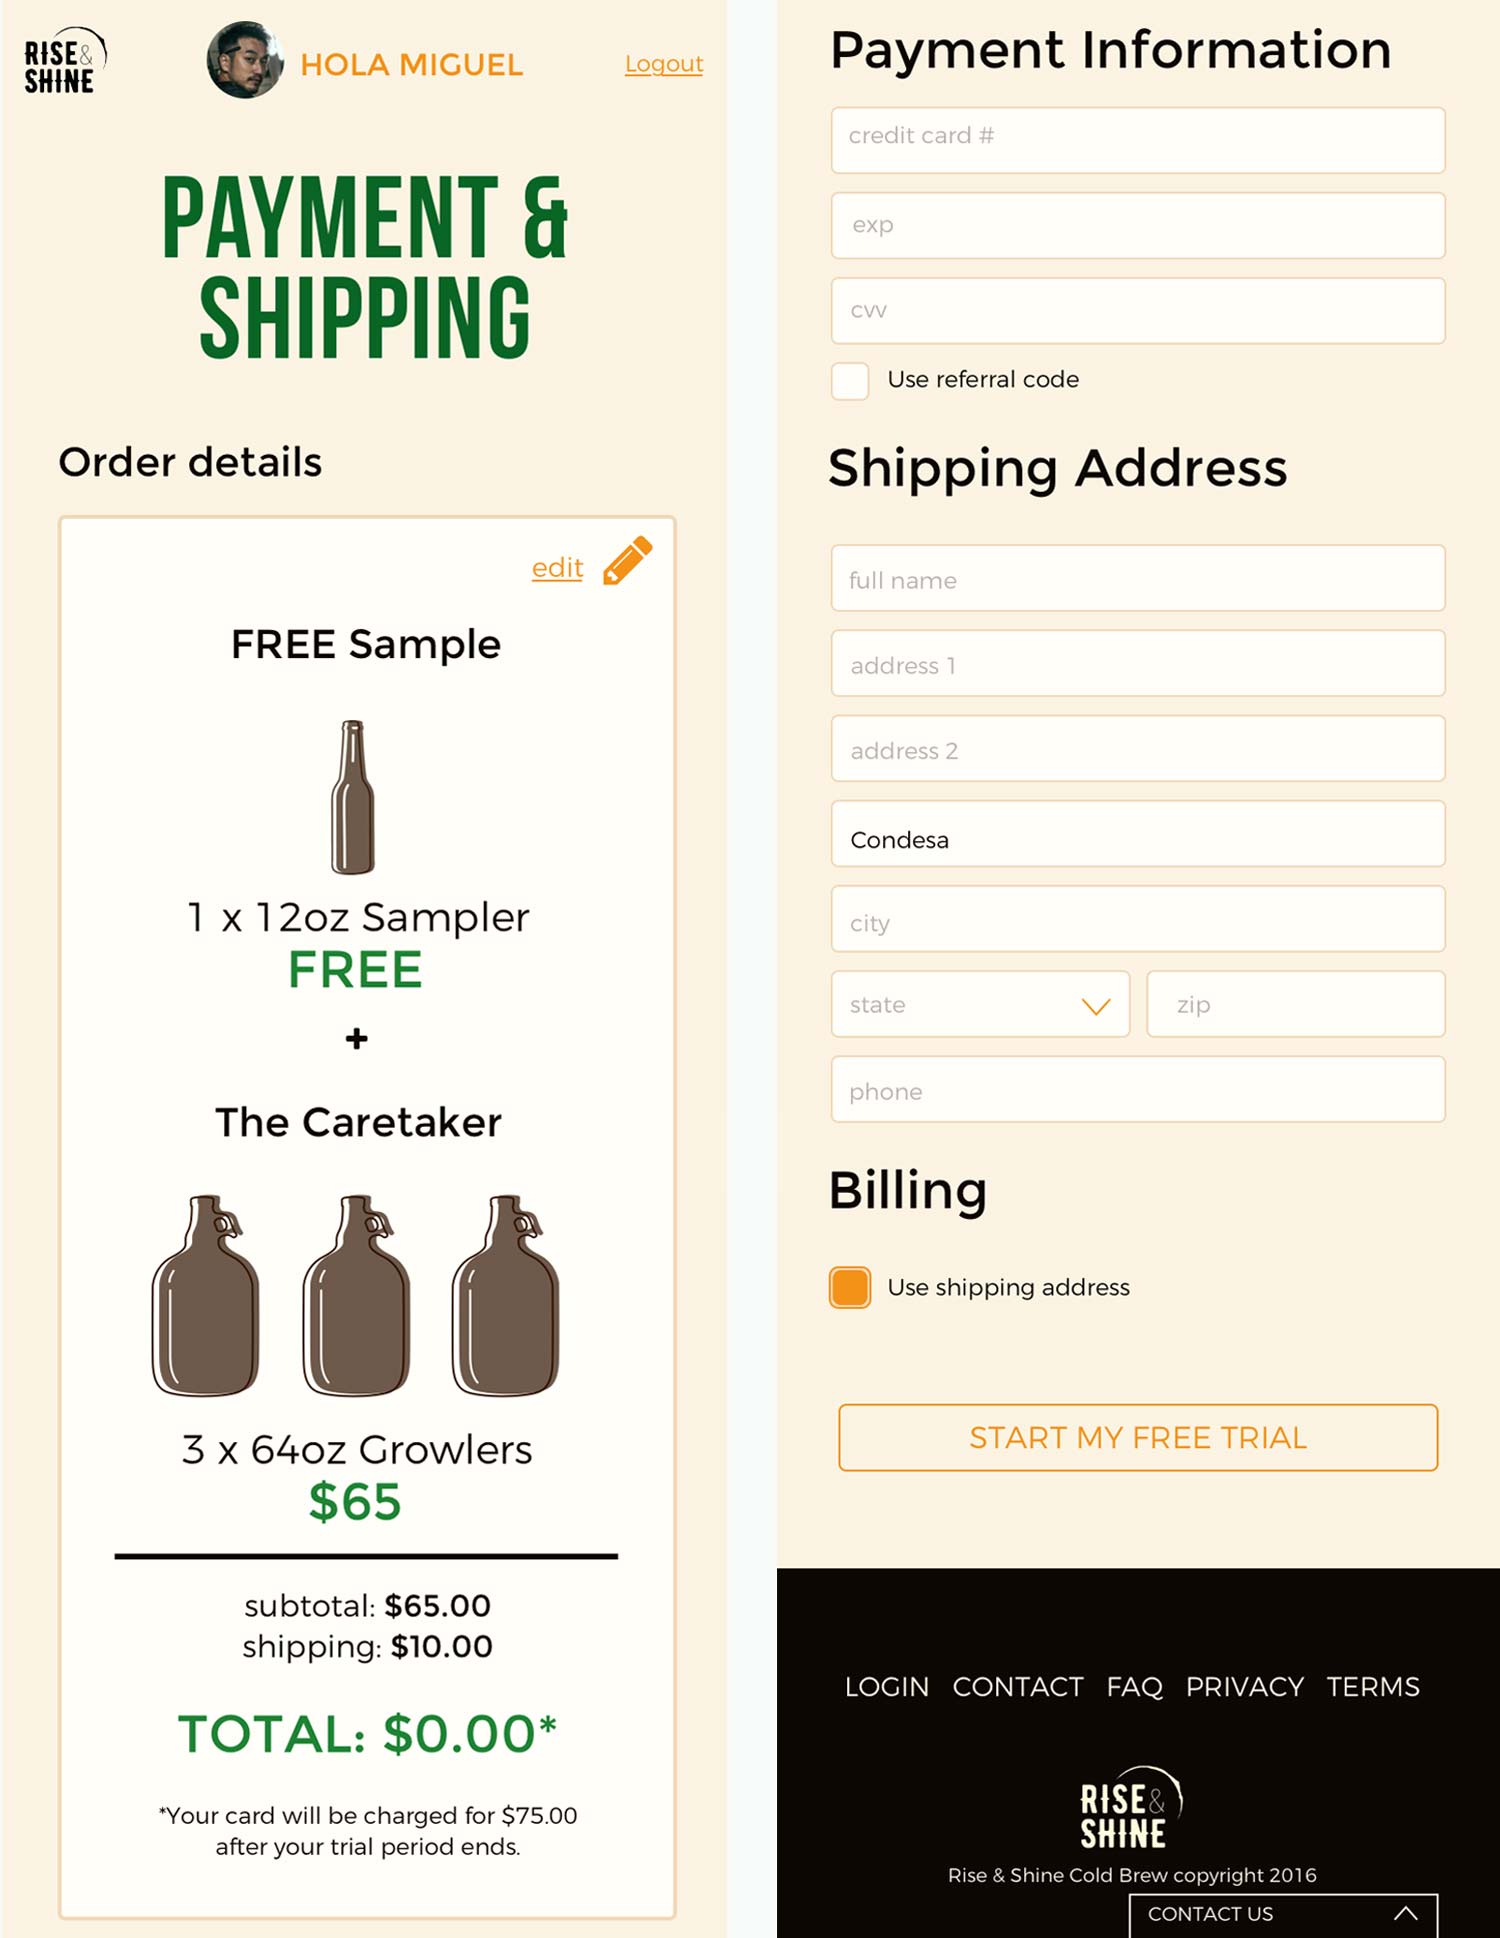 RISE&
SHINE
HOLA MIGUEL
Logout
PAYMENT &
SHIPPING
Order details
edit
FREE Sample
1 x 12oz Sampler
FREE
+
The Caretaker
3 x 64oz Growlers
$65
subtotal: $65.00
shipping: $10.00
TOTAL: $0.00*
*Your card will be charged for $75.00
after your trial period ends.
Payment Information
credit card #
exp
cvv
Use referral code
Shipping Address
full name
address 1
address 2
Condesa
city
state zip
phone
Billing
Use shipping address
START MY FREE TRIAL
LOGIN CONTACT FAQ PRIVACY TERMS
RISE&
SHINE
Rise & Shine Cold Brew copyright 2016
CONTACT US